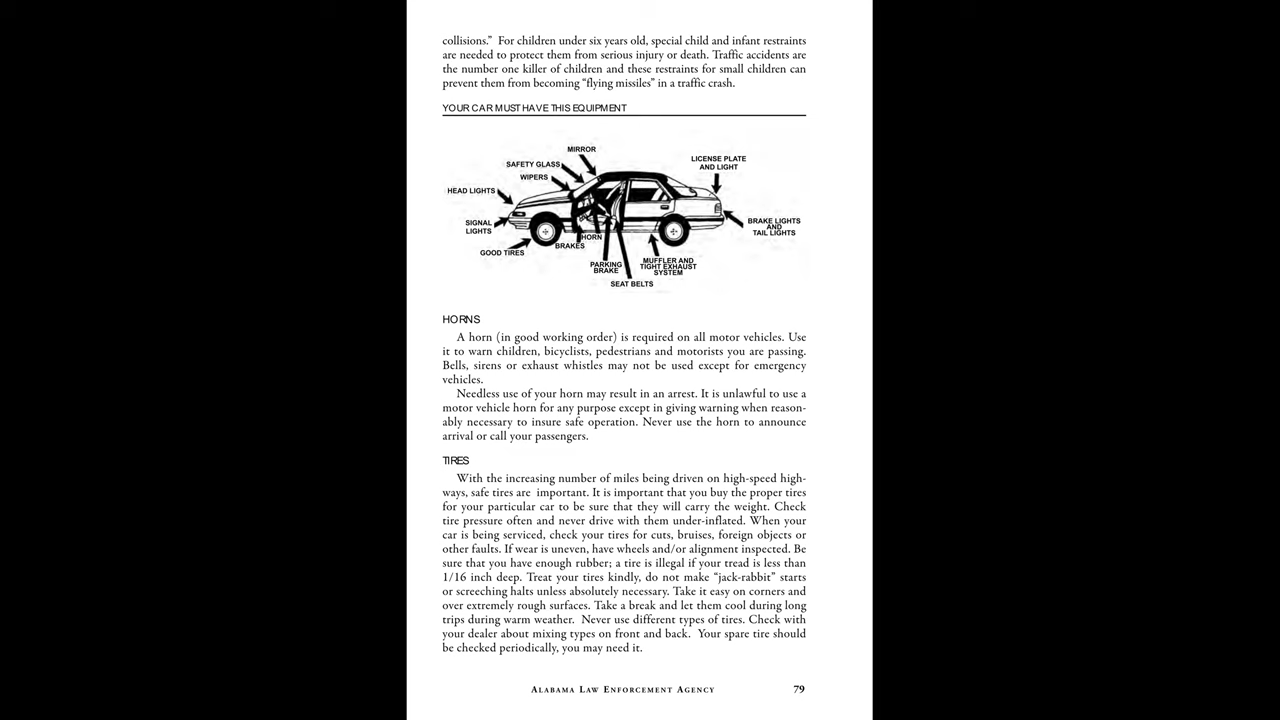 collisions.” For children under six years old, special child and infant restraints
are needed to protect them from serious injury or death. Traffic accidents are
the number one killer of children and these restraints for small children can
prevent them from becoming “flying missiles” in a traffic crash.
YOUR CAR MUST HAVE THIS EQUIPMENT
MIRROR
SAFETY GLASS
WIPERS
HEAD LIGHTS
SIGNAL
LIGHTS
GOOD TIRES
BRAKES
HORN
PARKING
BRAKE
SEAT BELTS
MUFFLER AND
TIGHT EXHAUST
SYSTEM
LICENSE PLATE
AND LIGHT
BRAKE LIGHTS
AND
TAIL LIGHTS
HORNS
A horn (in good working order) is required on all motor vehicles. Use
it to warn children, bicyclists, pedestrians and motorists you are passing.
Bells, sirens or exhaust whistles may not be used except for emergency
vehicles.
Needless use of your horn may result in an arrest. It is unlawful to use a
motor vehicle horn for any purpose except in giving warning when reason-
ably necessary to insure safe operation. Never use the horn to announce
arrival or call your passengers.
TIRES
With the increasing number of miles being driven on high-speed high-
ways, safe tires are important. It is important that you buy the proper tires
for your particular car to be sure that they will carry the weight. Check
tire pressure often and never drive with them under-inflated. When your
car is being serviced, check your tires for cuts, bruises, foreign objects or
other faults. If wear is uneven, have wheels and/or alignment inspected. Be
sure that you have enough rubber; a tire is illegal if your tread is less than
1/16 inch deep. Treat your tires kindly, do not make “jack-rabbit” starts
or screeching halts unless absolutely necessary. Take it easy on corners and
over extremely rough surfaces. Take a break and let them cool during long
trips during warm weather. Never use different types of tires. Check with
your dealer about mixing types on front and back. Your spare tire should
be checked periodically, you may need it.
ALABAMA LAW ENFORCEMENT AGENCY 79